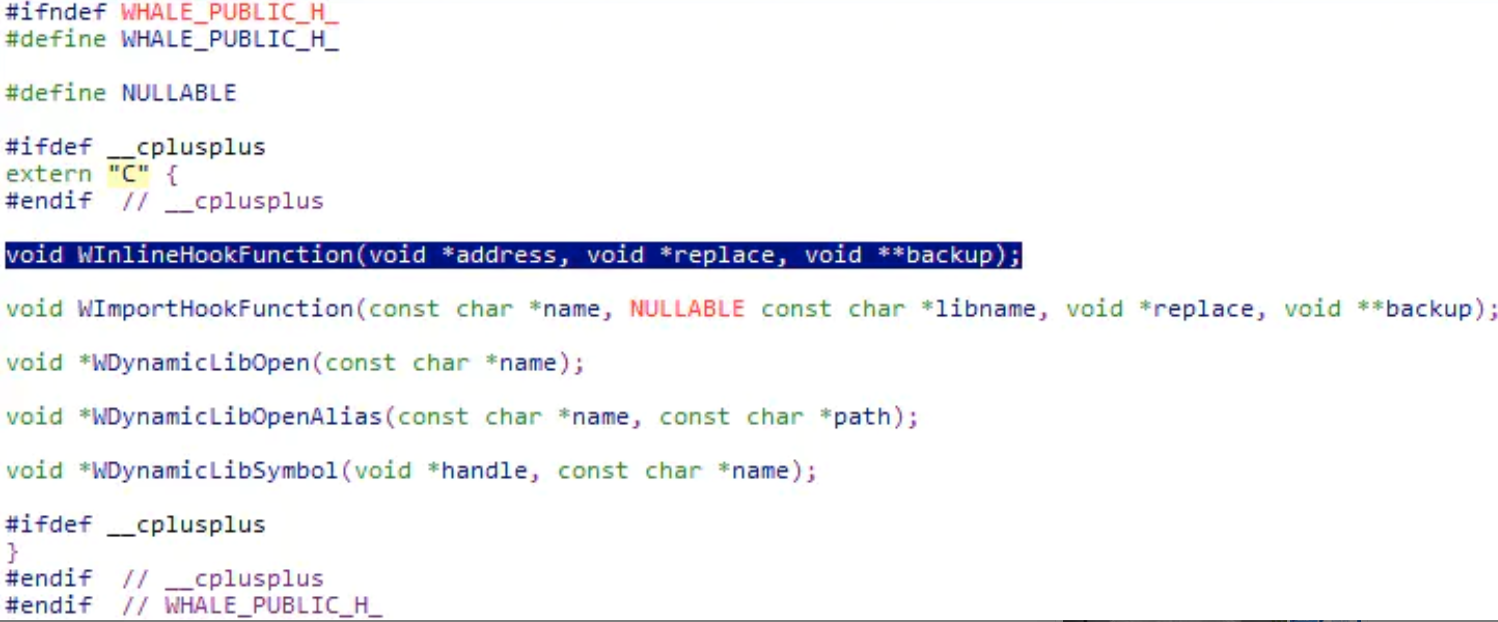 #ifndef WHALE_PUBLIC_H_
#define WHALE_PUBLIC_H_
#define NULLABLE
#ifdef __cplusplus
extern "C" {
#endif  // __cplusplus
void WInlineHookFunction(void *address, void *replace, void **backup);
void WImportHookFunction(const char *name, NULLABLE const char *libname, void *replace, void **backup);
void *WDynamicLibOpen(const char *name);
void *WDynamicLibOpenAlias(const char *name, const char *path);
void *WDynamicLibSymbol(void *handle, const char *name);
#ifdef __cplusplus
}
#endif  // __cplusplus
#endif  // WHALE_PUBLIC_H_